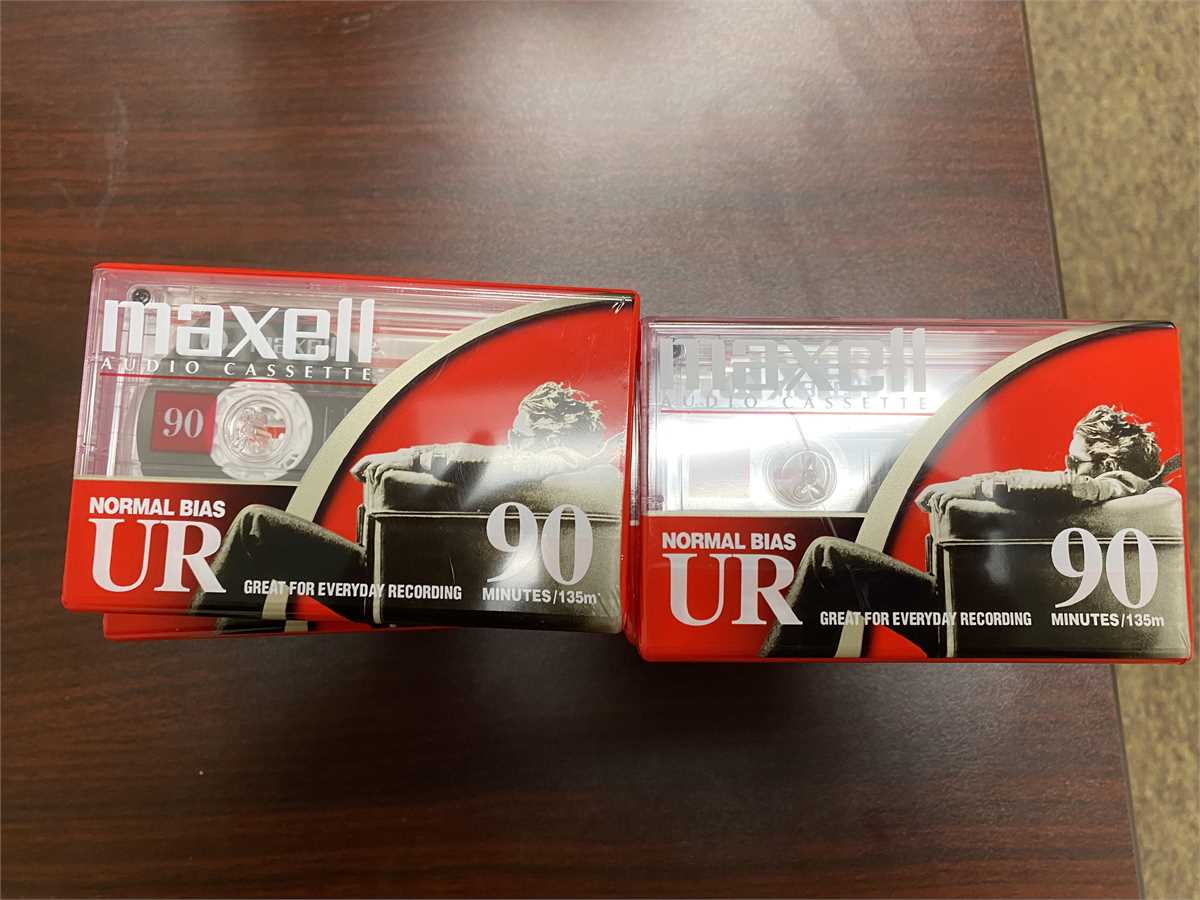 maxell
AUDIO CASSETTE
90
NORMAL BIAS
UR
GREAT FOR EVERYDAY RECORDING
90
MINUTES/135m
maxell
AUDIO CASSETTE
NORMAL BIAS
UR
GREAT FOR EVERYDAY RECORDING
90
MINUTES/135m